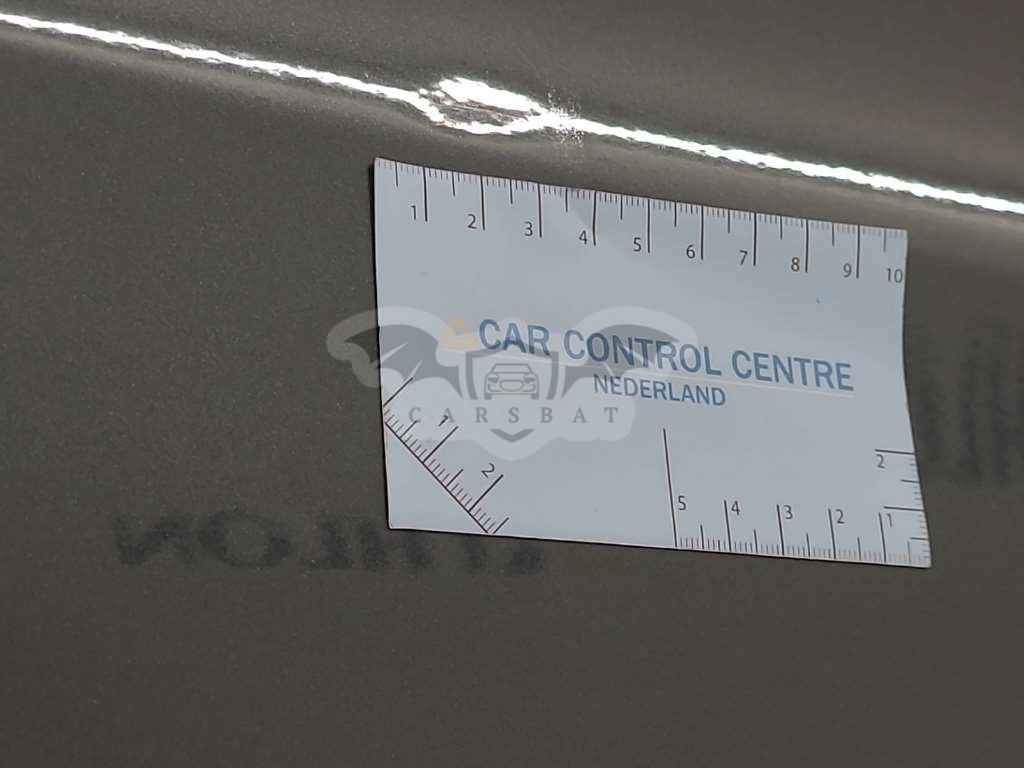 1 2 3 4 5 6 7 8 9 10
CAR CONTROL CENTRE
NEDERLAND
CARSBAT
1 2
2
5 4 3 2 1